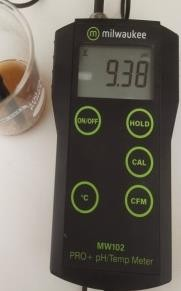 milwaukee
9.38
ON/OFF
HOLD
CAL
°C
CFM
MW102
PRO+ pH/Temp Meter